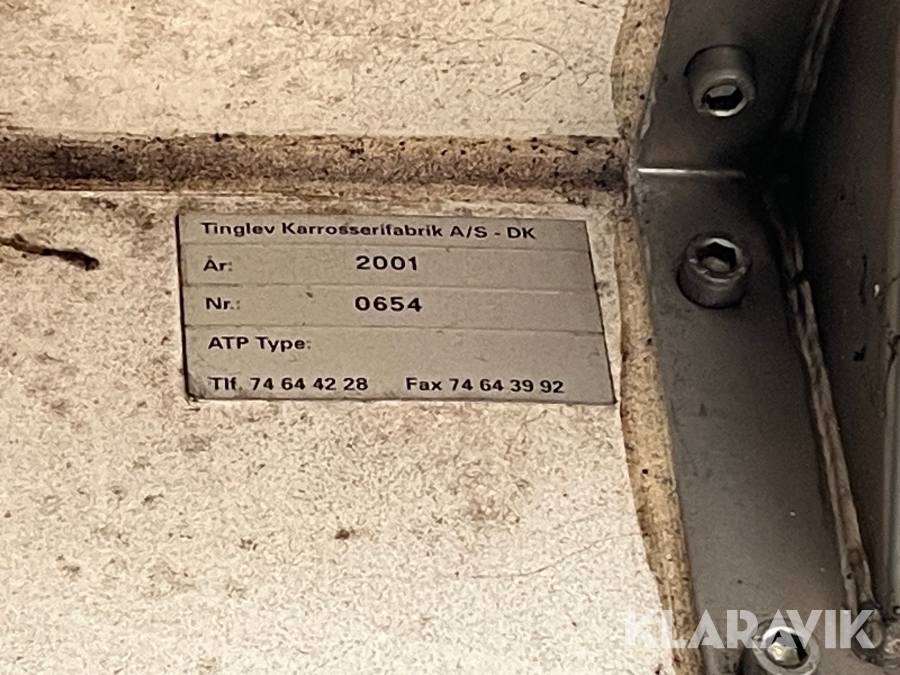 Tinglev Karrosserifabrik A/S - DK
År: 2001
Nr.: 0654
ATP Type:
Tlf. 74 64 42 28 Fax 74 64 39 92
KLARAVIK